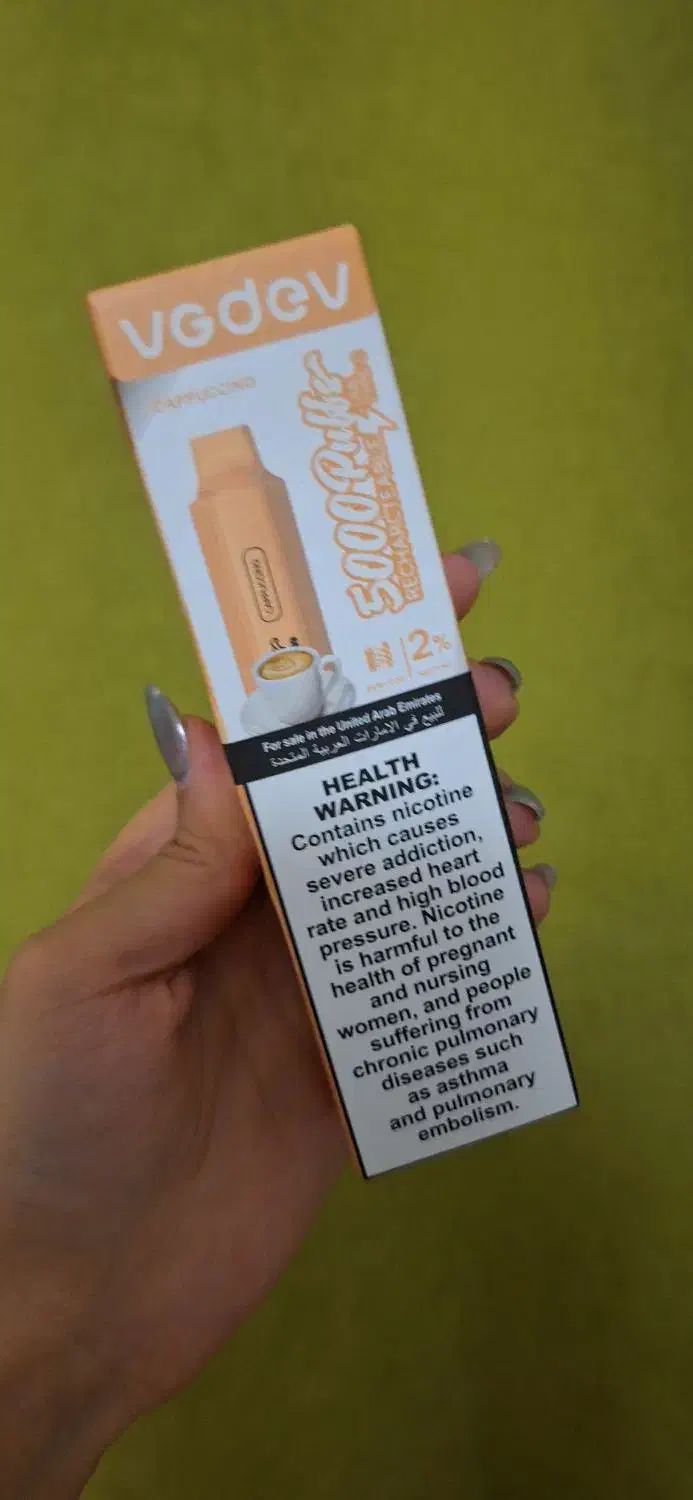 VGdev
CAPPUCCINO
5000Puffs
RECHARGEABLE
CAPPUCCINO
2%
For sale in the United Arab Emirates
للبيع في الإمارات العربية المتحدة
HEALTH
WARNING:
Contains nicotine
which causes
severe addiction,
increased heart
rate and high blood
pressure. Nicotine
is harmful to the
health of pregnant
and nursing
women, and people
suffering from
chronic pulmonary
diseases such
as asthma
and pulmonary
embolism.